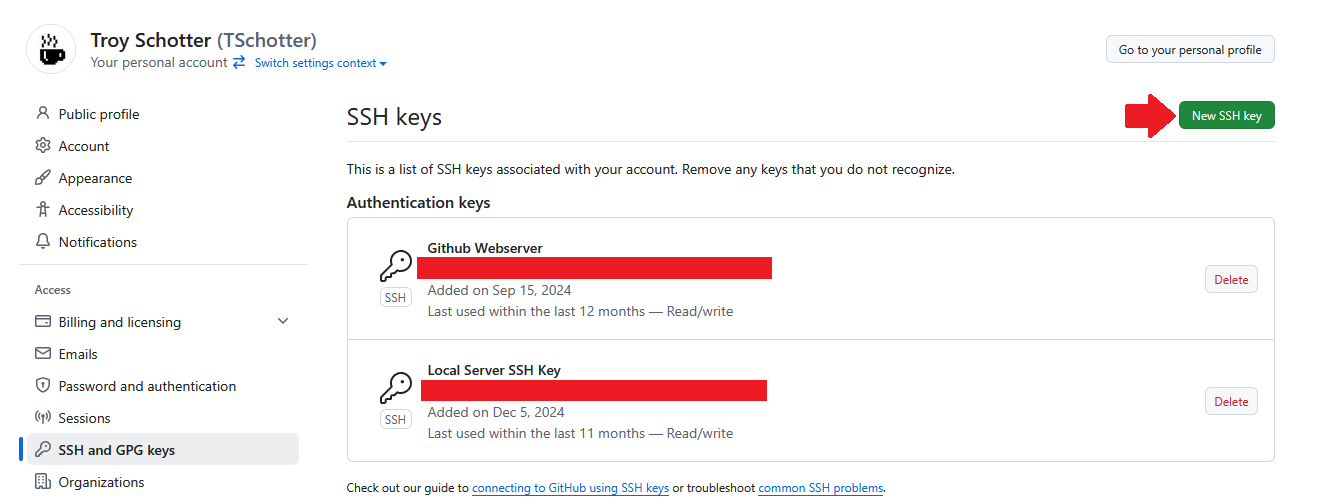 Troy Schotter (TSchotter)
Your personal account Switch settings context
Go to your personal profile
Public profile
Account
Appearance
Accessibility
Notifications
Access
Billing and licensing
Emails
Password and authentication
Sessions
SSH and GPG keys
Organizations
SSH keys
New SSH key
This is a list of SSH keys associated with your account. Remove any keys that you do not recognize.
Authentication keys
Github Webserver
SSH
Added on Sep 15, 2024
Last used within the last 12 months — Read/write
Delete
Local Server SSH Key
SSH
Added on Dec 5, 2024
Last used within the last 11 months — Read/write
Delete
Check out our guide to connecting to GitHub using SSH keys or troubleshoot common SSH problems.